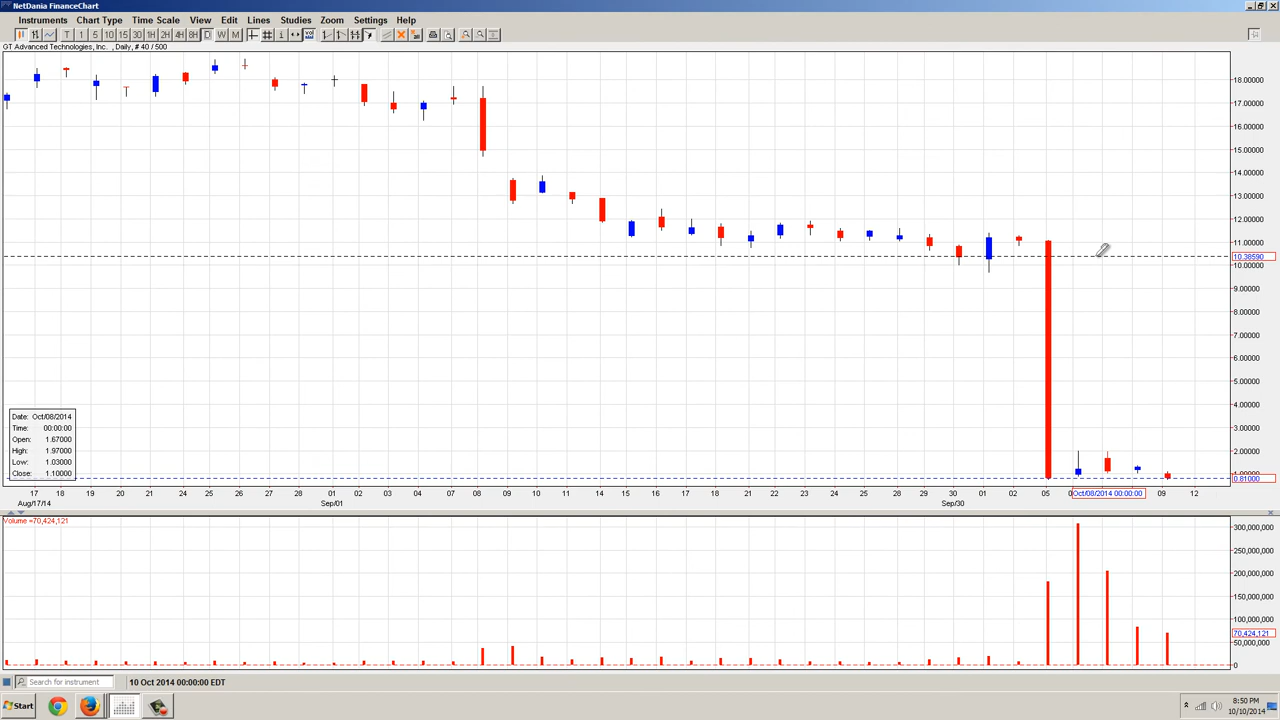 NetDania FinanceChart
Instruments Chart Type Time Scale View Edit Lines Studies Zoom Settings Help
T 1 5 10 15 30 1H 2H 4H 8H D W M
GT Advanced Technologies, Inc. , Daily, # 40 / 500
18.00000
17.00000
16.00000
15.00000
14.00000
13.00000
12.00000
11.00000
10.38590
10.00000
9.00000
8.00000
7.00000
6.00000
5.00000
4.00000
3.00000
2.00000
0.81000
Date: Oct/08/2014
Time: 00:00:00
Open: 1.67000
High: 1.97000
Low: 1.03000
Close: 1.10000
17 18 19 20 21 24 25 26 27 28 31 01 02 03 04 07 08 09 10 11 14 15 16 17 18 21 22 23 24 25 28 29 30 01 02 05 Oct/08/2014 00:00:00 09 12
Aug/17/14 Sep/01 Sep/30
Volume =70,424,121
300,000,000
250,000,000
200,000,000
150,000,000
100,000,000
70,424,121
50,000,000
0
Search for instrument 10 Oct 2014 00:00:00 EDT
Start 8:50 PM
10/10/2014